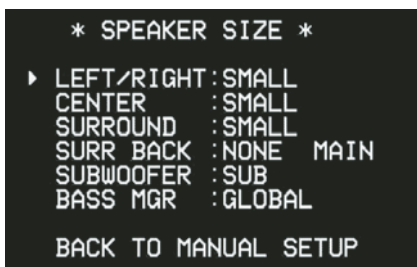 * SPEAKER SIZE *
LEFT/RIGHT:SMALL
CENTER :SMALL
SURROUND :SMALL
SURR BACK :NONE MAIN
SUBWOOFER :SUB
BASS MGR :GLOBAL
BACK TO MANUAL SETUP